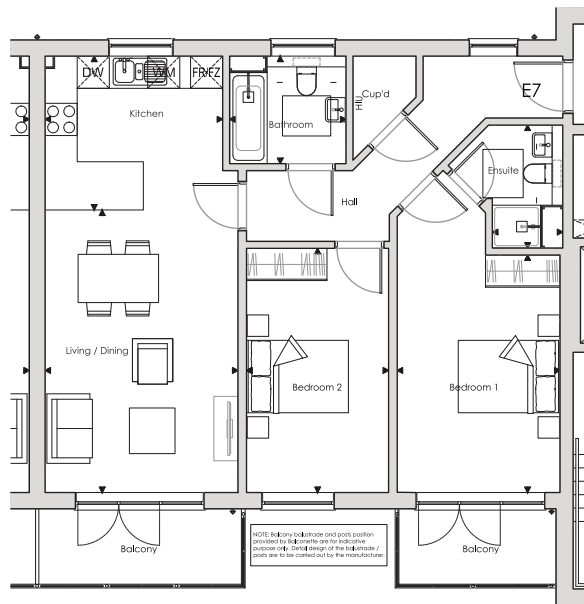 DW
WM
FR/FZ
Kitchen
Bathroom
HIU
Cup'd
E7
Ensuite
Hall
Living / Dining
Bedroom 2
Bedroom 1
Balcony
NOTE: Balcony balustrade and posts position
provided by Balconette are for indicative
purpose only. Detail design of the balustrade /
posts are to be carried out by the manufacturer.
Balcony